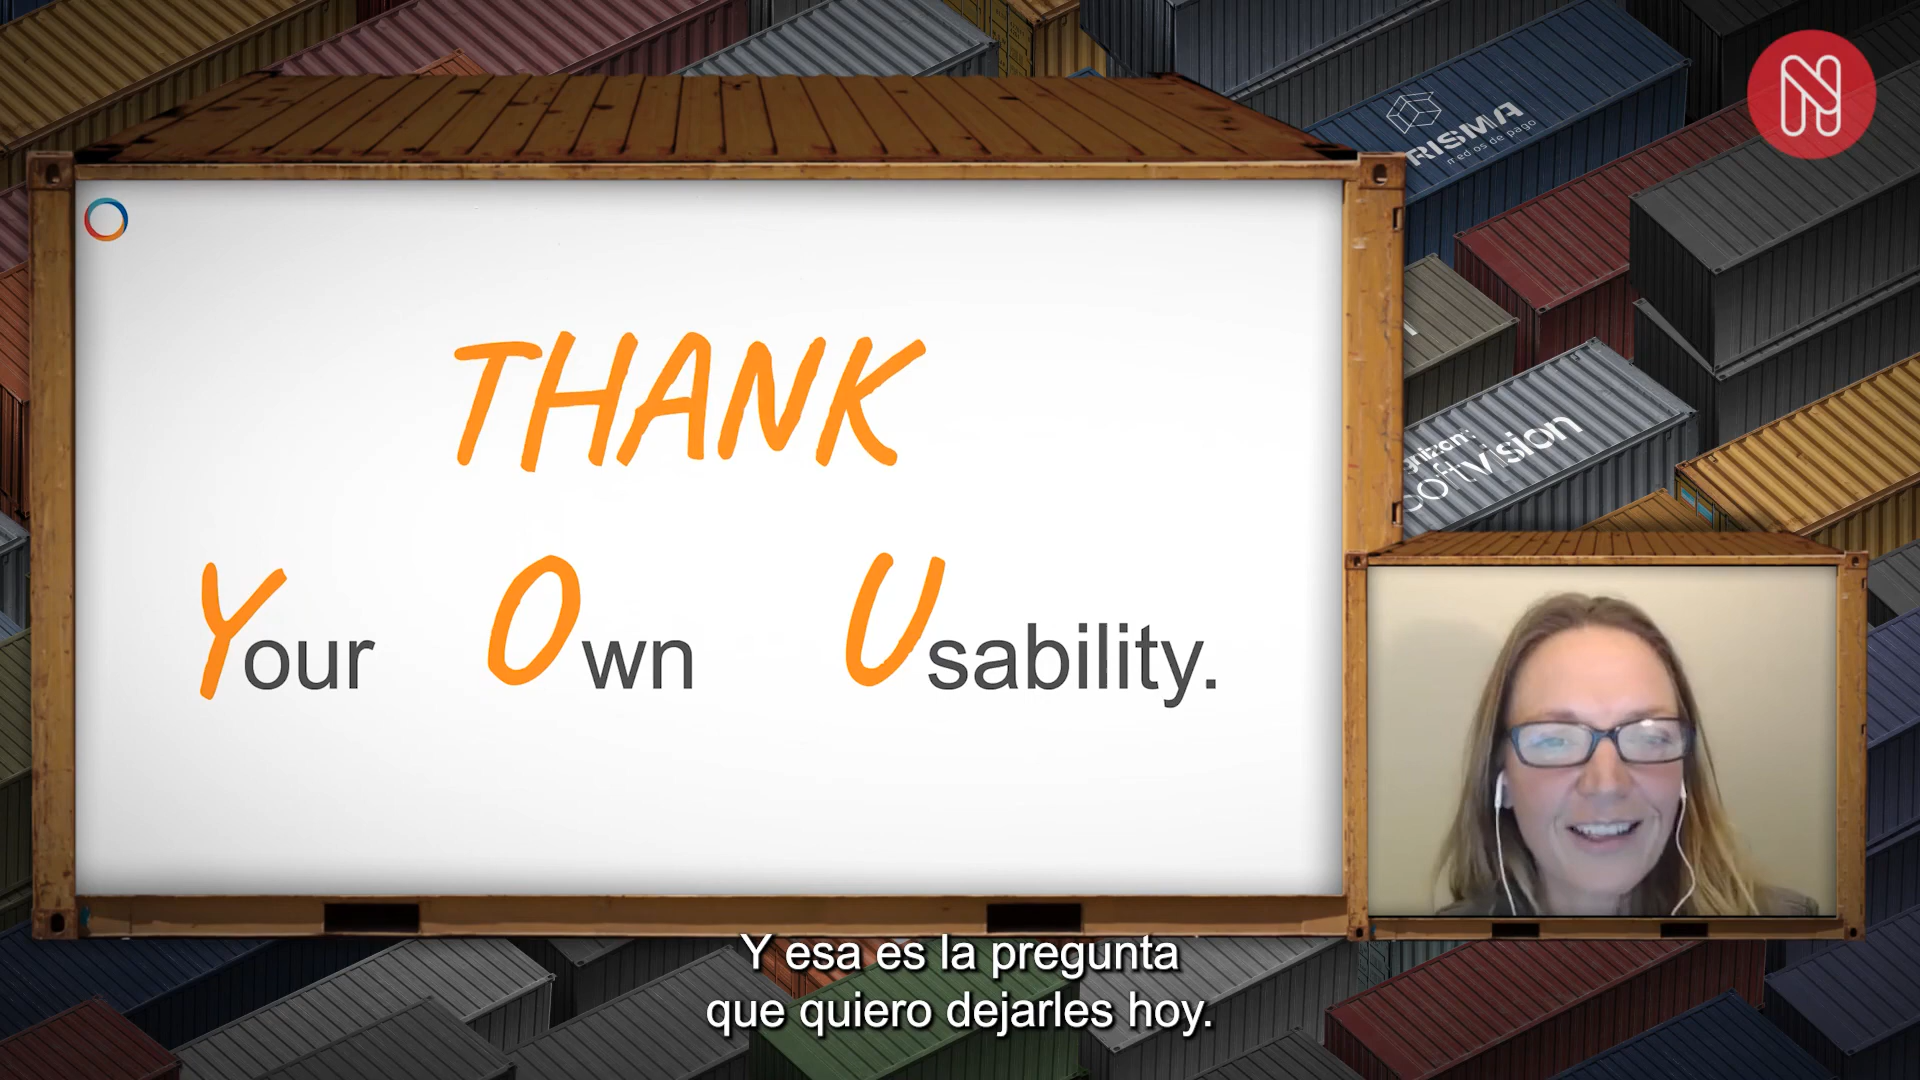 THANK
Your Own Usability.
RISMA
medios de pago
softvision
Y esa es la pregunta
que quiero dejarles hoy.